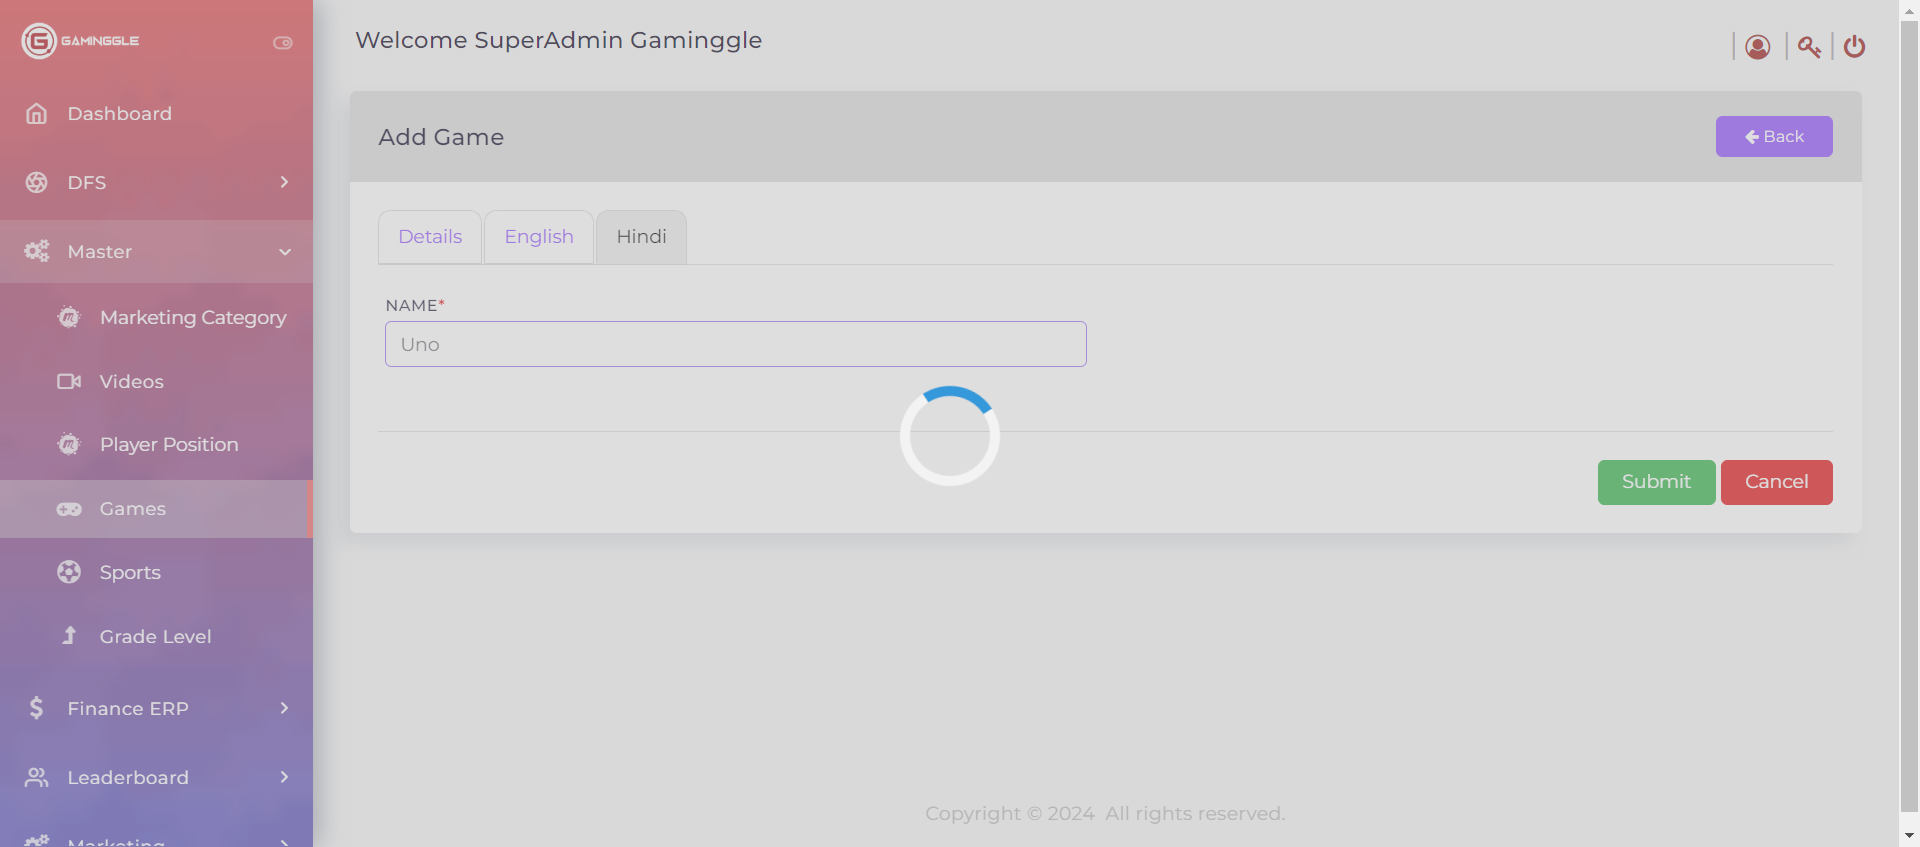 GAMINGGLE
Welcome SuperAdmin Gaminggle
Dashboard
DFS
Master
Marketing Category
Videos
Player Position
Games
Sports
Grade Level
Finance ERP
Leaderboard
Marketing
Add Game
Back
Details
English
Hindi
NAME*
Uno
Submit
Cancel
Copyright © 2024 All rights reserved.